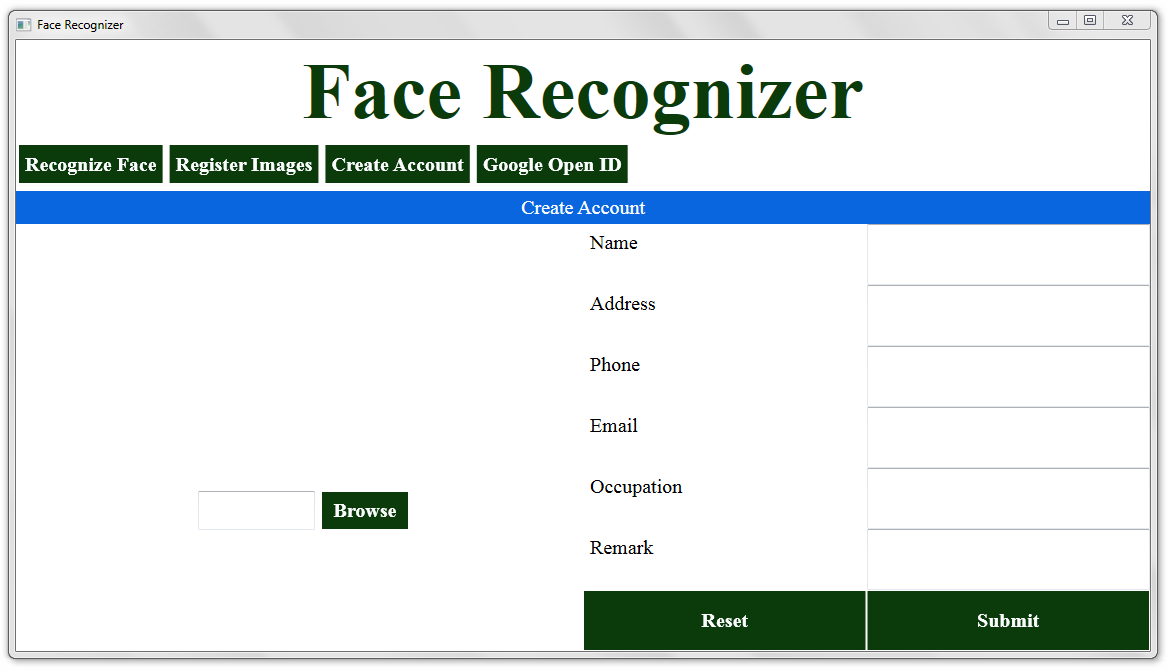 Face Recognizer
Face Recognizer
Recognize Face Register Images Create Account Google Open ID
Create Account
Name
Address
Phone
Email
Occupation
Browse
Remark
Reset Submit